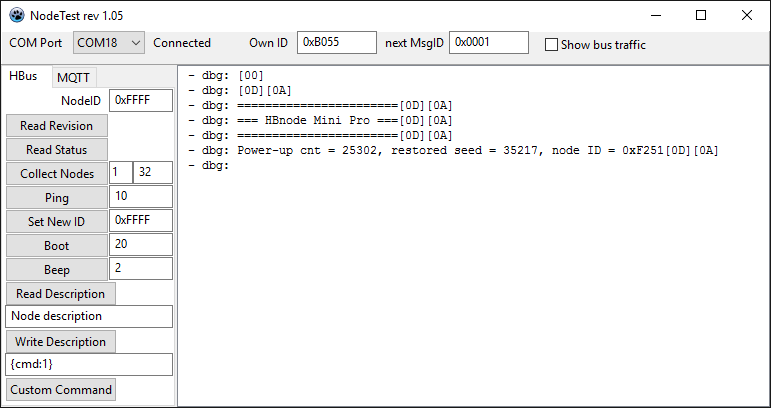 NodeTest rev 1.05
COM Port COM18 Connected Own ID 0xB055 next MsgID 0x0001 Show bus traffic
HBus MQTT
NodeID 0xFFFF
Read Revision
Read Status
Collect Nodes 1 32
Ping 10
Set New ID 0xFFFF
Boot 20
Beep 2
Read Description
Node description
Write Description
{cmd:1}
Custom Command
- dbg: [00]
- dbg: [0D][0A]
- dbg: =======================[0D][0A]
- dbg: === HBnode Mini Pro ===[0D][0A]
- dbg: =======================[0D][0A]
- dbg: Power-up cnt = 25302, restored seed = 35217, node ID = 0xF251[0D][0A]
- dbg: